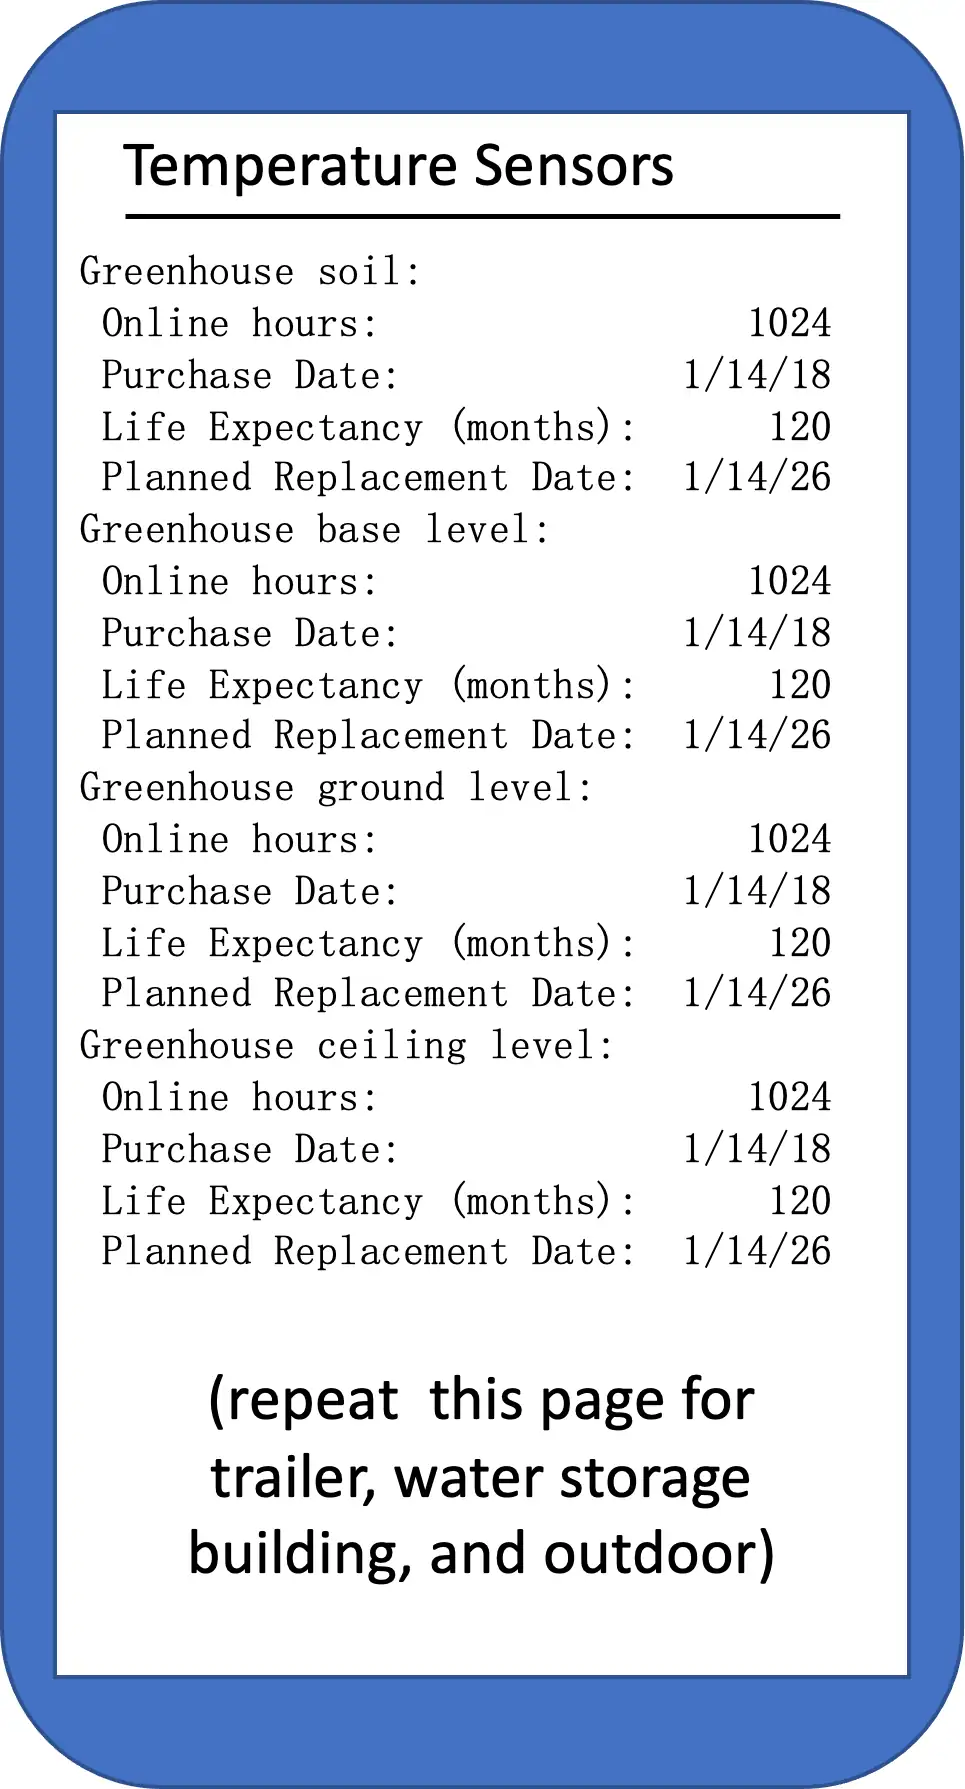 Temperature Sensors
Greenhouse soil:
Online hours: 1024
Purchase Date: 1/14/18
Life Expectancy (months): 120
Planned Replacement Date: 1/14/26
Greenhouse base level:
Online hours: 1024
Purchase Date: 1/14/18
Life Expectancy (months): 120
Planned Replacement Date: 1/14/26
Greenhouse ground level:
Online hours: 1024
Purchase Date: 1/14/18
Life Expectancy (months): 120
Planned Replacement Date: 1/14/26
Greenhouse ceiling level:
Online hours: 1024
Purchase Date: 1/14/18
Life Expectancy (months): 120
Planned Replacement Date: 1/14/26
(repeat this page for
trailer, water storage
building, and outdoor)